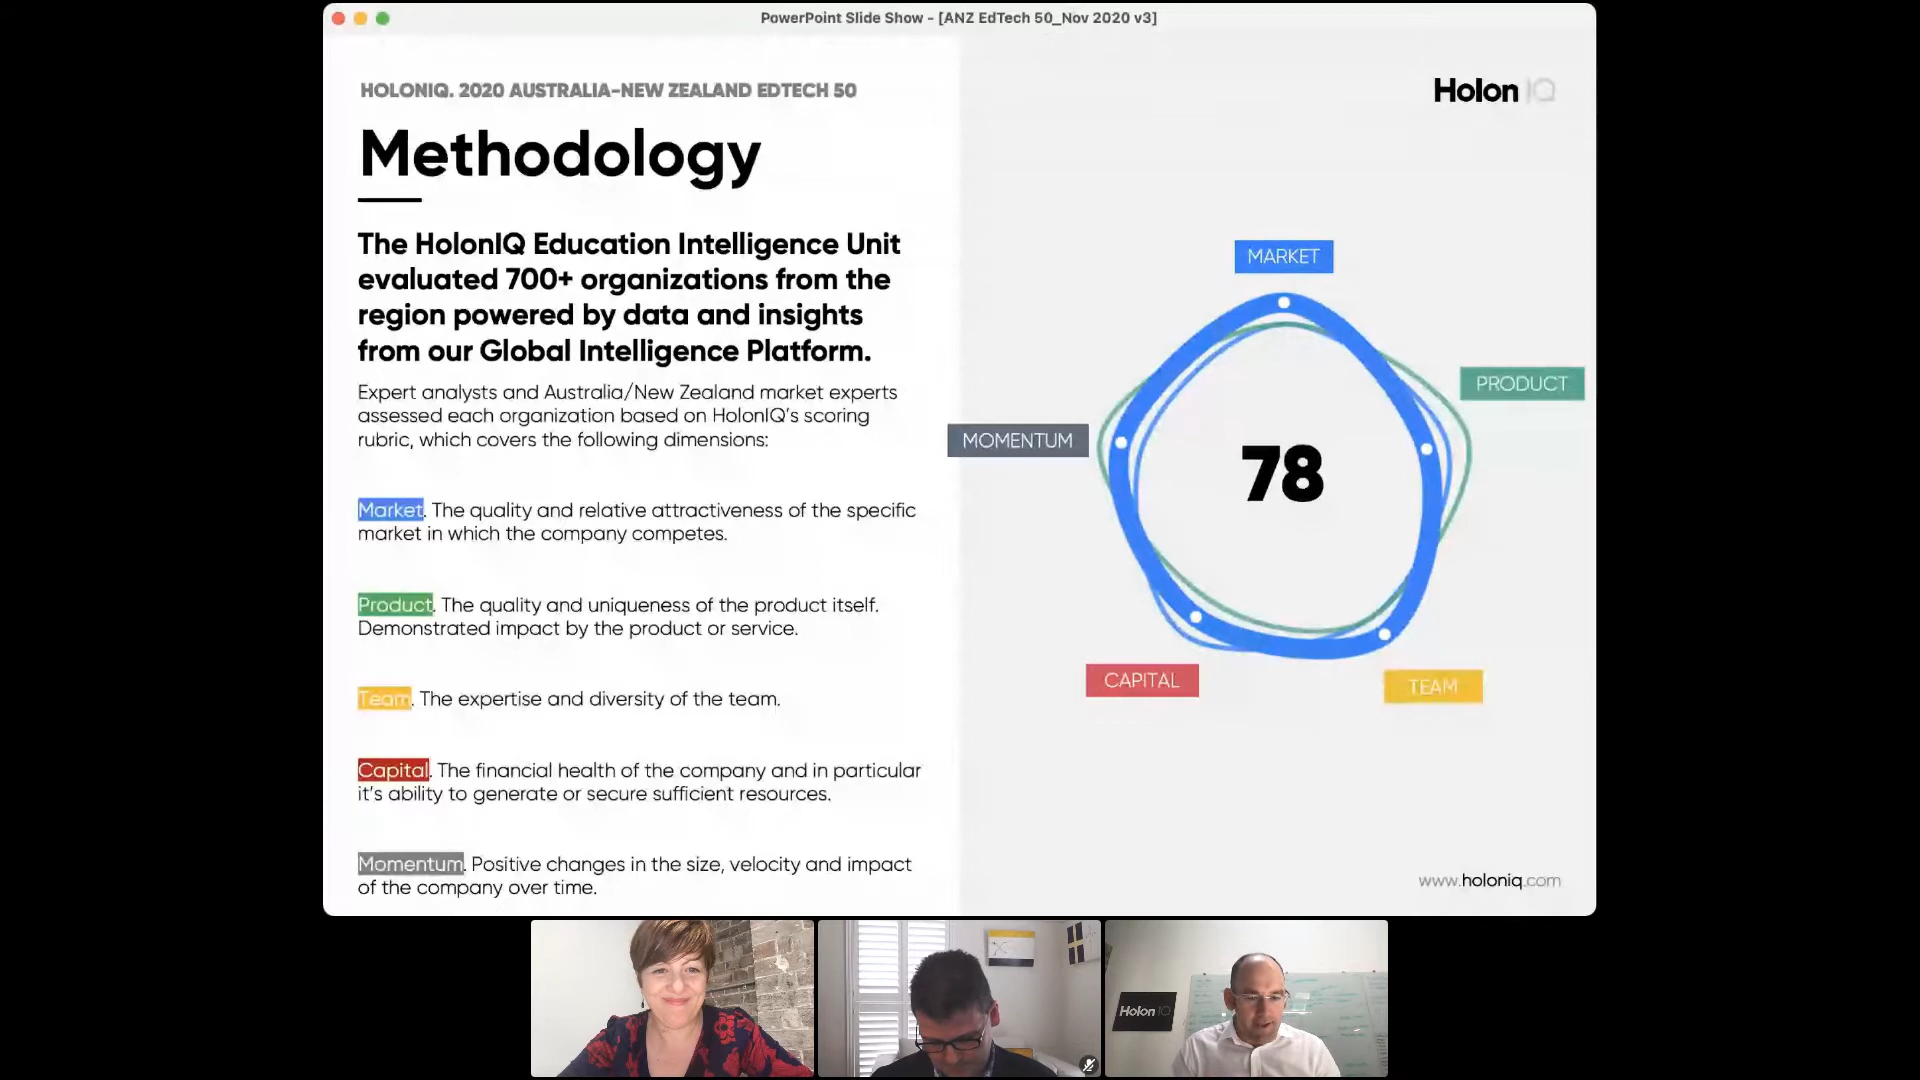 PowerPoint Slide Show - [ANZ EdTech 50_Nov 2020 v3]
HOLONIQ. 2020 AUSTRALIA-NEW ZEALAND EDTECH 50
Holon IQ
Methodology
The HolonIQ Education Intelligence Unit
evaluated 700+ organizations from the
region powered by data and insights
from our Global Intelligence Platform.
Expert analysts and Australia/New Zealand market experts
assessed each organization based on HolonIQ's scoring
rubric, which covers the following dimensions:
Market. The quality and relative attractiveness of the specific
market in which the company competes.
Product. The quality and uniqueness of the product itself.
Demonstrated impact by the product or service.
Team. The expertise and diversity of the team.
Capital. The financial health of the company and in particular
it's ability to generate or secure sufficient resources.
Momentum. Positive changes in the size, velocity and impact
of the company over time.
MARKET
PRODUCT
MOMENTUM
78
CAPITAL
TEAM
www.holoniq.com
Holon IQ